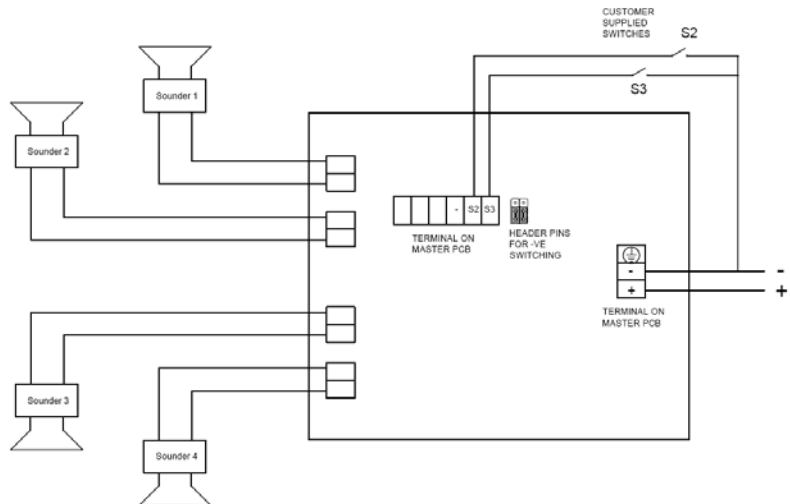 CUSTOMER
SUPPLIED
SWITCHES
S2
S3
Sounder 1
Sounder 2
- S2 S3
TERMINAL ON
MASTER PCB
HEADER PINS
FOR -VE
SWITCHING
-
+
-
+
TERMINAL ON
MASTER PCB
Sounder 3
Sounder 4